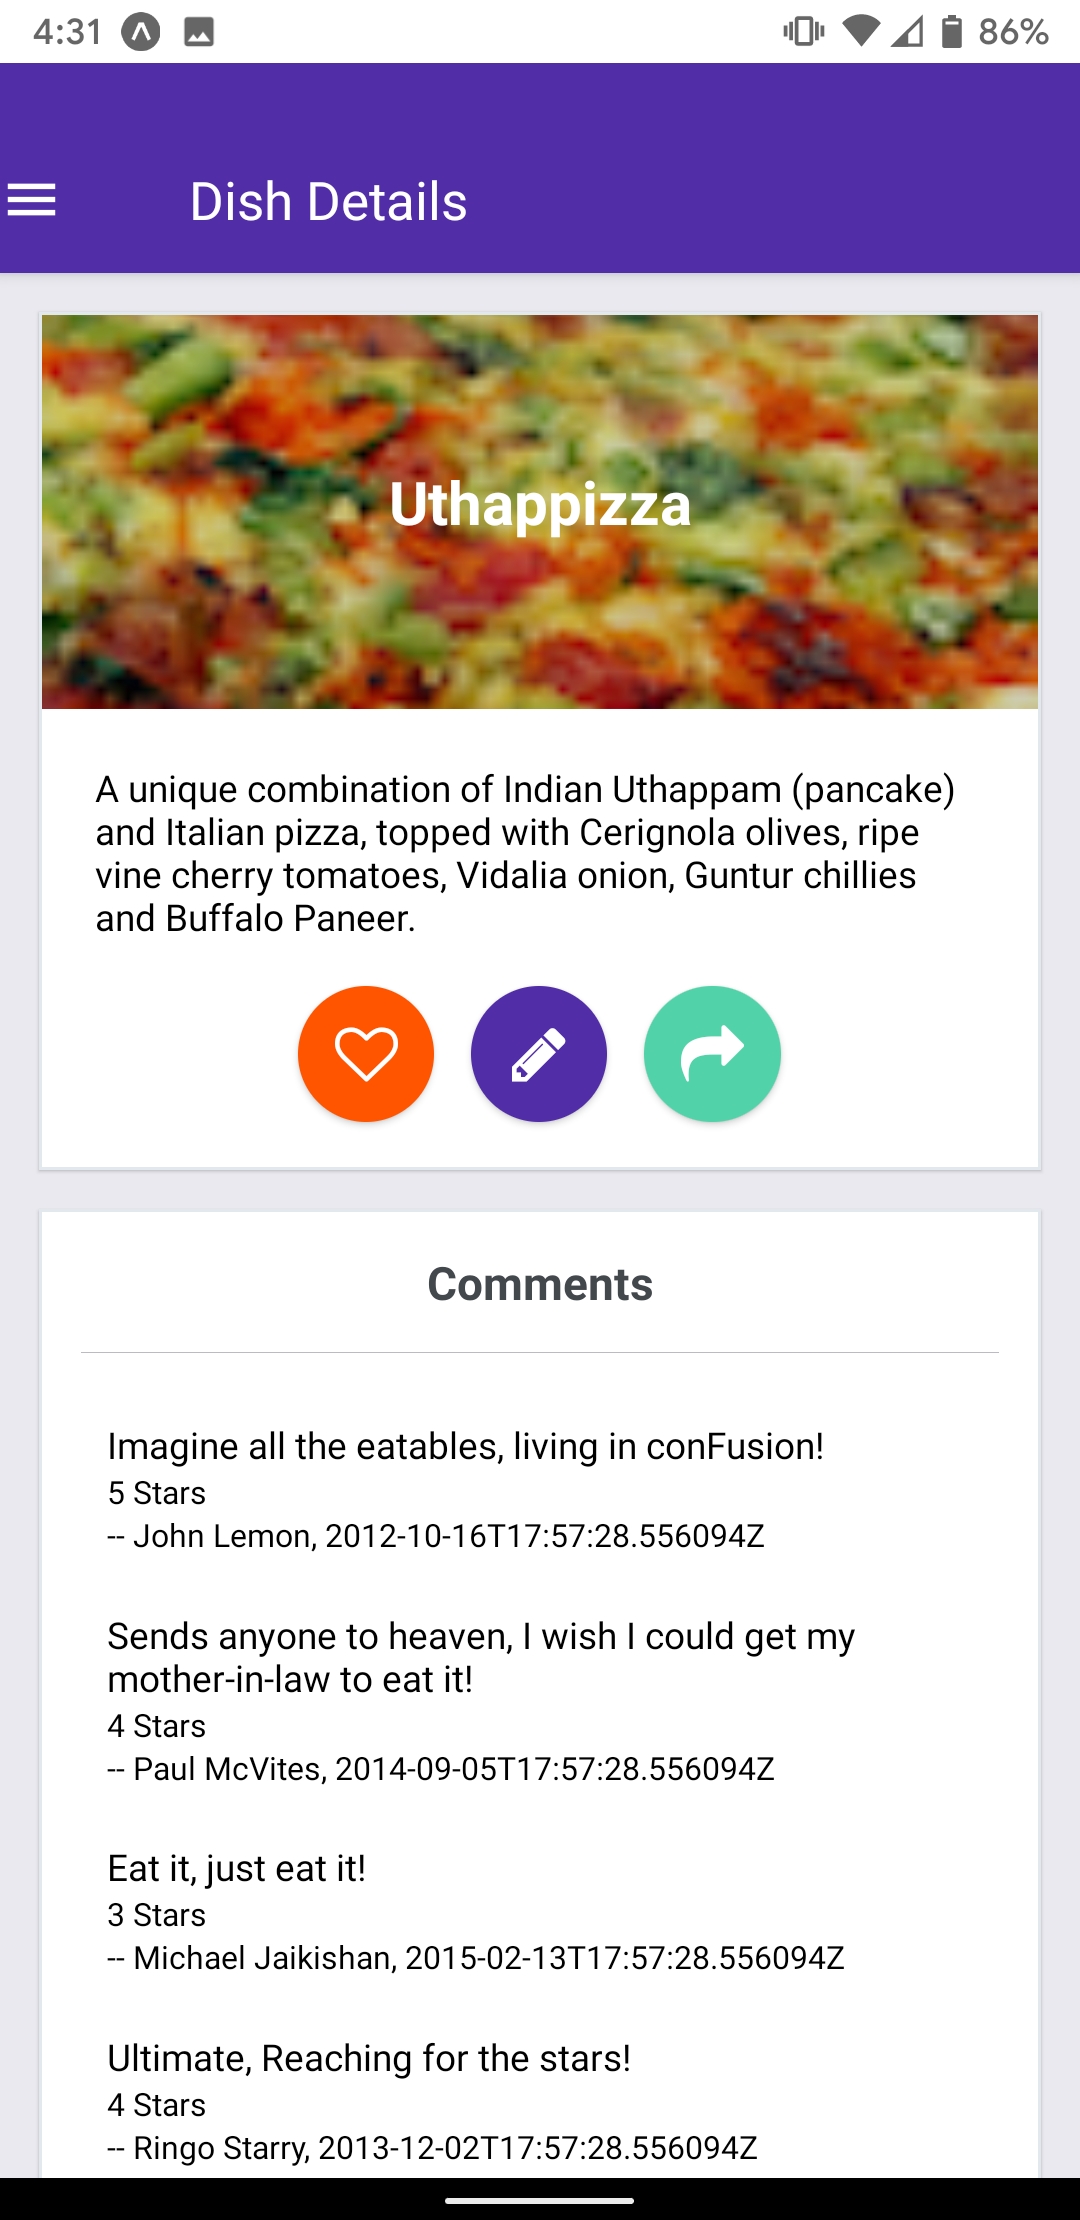 4:31
86%
Dish Details
Uthappizza
A unique combination of Indian Uthappam (pancake)
and Italian pizza, topped with Cerignola olives, ripe
vine cherry tomatoes, Vidalia onion, Guntur chillies
and Buffalo Paneer.
Comments
Imagine all the eatables, living in conFusion!
5 Stars
-- John Lemon, 2012-10-16T17:57:28.556094Z
Sends anyone to heaven, I wish I could get my
mother-in-law to eat it!
4 Stars
-- Paul McVites, 2014-09-05T17:57:28.556094Z
Eat it, just eat it!
3 Stars
-- Michael Jaikishan, 2015-02-13T17:57:28.556094Z
Ultimate, Reaching for the stars!
4 Stars
-- Ringo Starry, 2013-12-02T17:57:28.556094Z